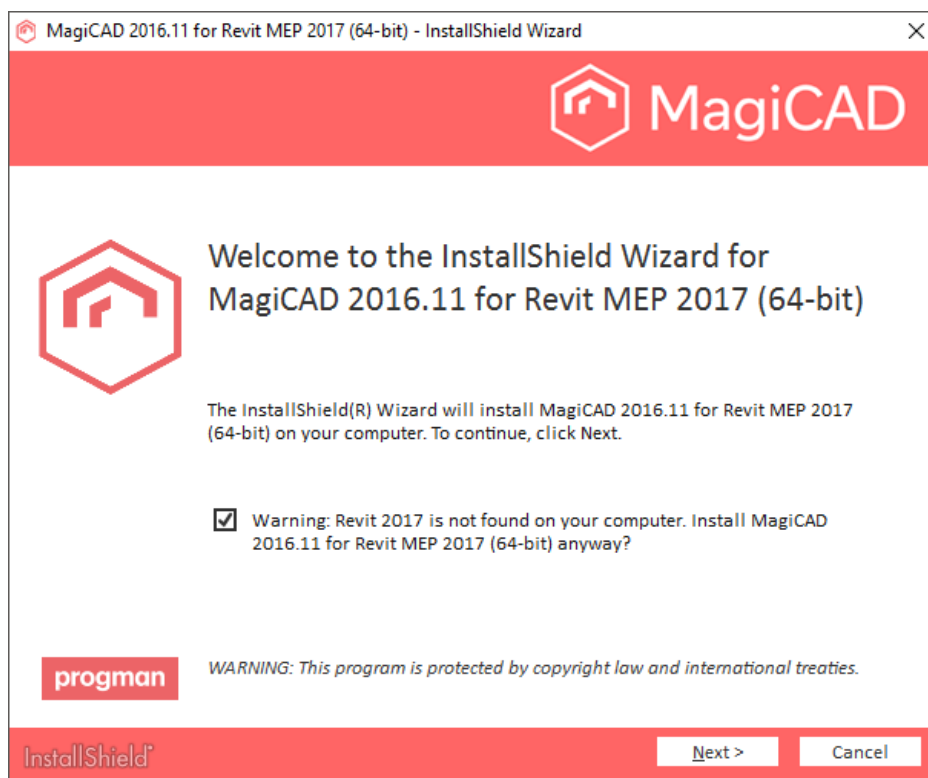 MagiCAD 2016.11 for Revit MEP 2017 (64-bit) - InstallShield Wizard
MagiCAD
Welcome to the InstallShield Wizard for
MagiCAD 2016.11 for Revit MEP 2017 (64-bit)
The InstallShield(R) Wizard will install MagiCAD 2016.11 for Revit MEP 2017
(64-bit) on your computer. To continue, click Next.
Warning: Revit 2017 is not found on your computer. Install MagiCAD
2016.11 for Revit MEP 2017 (64-bit) anyway?
progman
WARNING: This program is protected by copyright law and international treaties.
InstallShield
Next >
Cancel